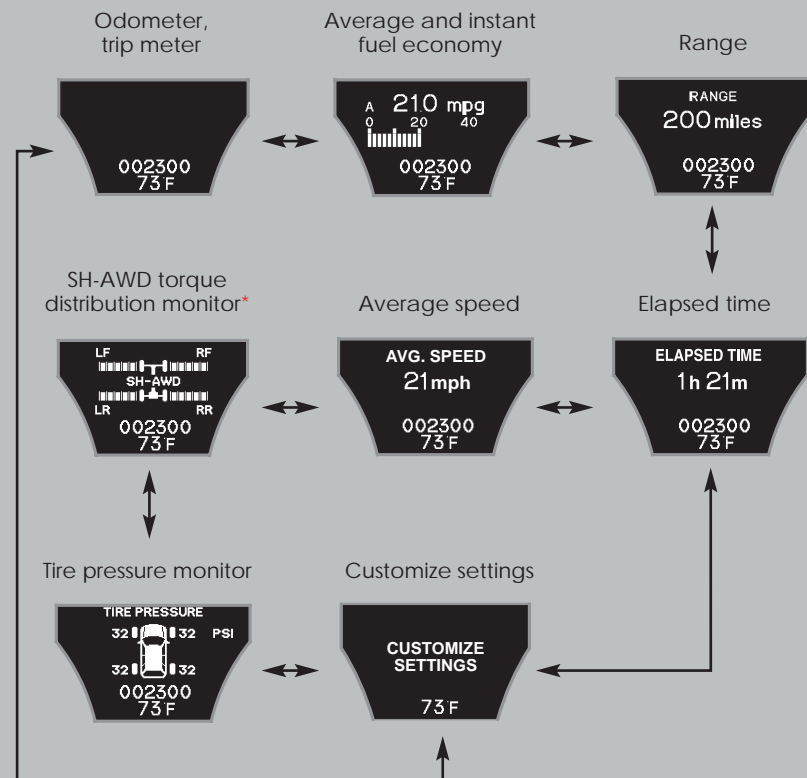 Odometer,
trip meter
002300
73°F
Average and instant
fuel economy
A 21.0 mpg
0 20 40
002300
73°F
Range
RANGE
200 miles
002300
73°F
SH-AWD torque
distribution monitor*
LF RF
SH-AWD
LR RR
002300
73°F
Average speed
AVG. SPEED
21 mph
002300
73°F
Elapsed time
ELAPSED TIME
1h 21m
002300
73°F
Tire pressure monitor
TIRE PRESSURE
32 32 PSI
32 32
002300
73°F
Customize settings
CUSTOMIZE
SETTINGS
73°F